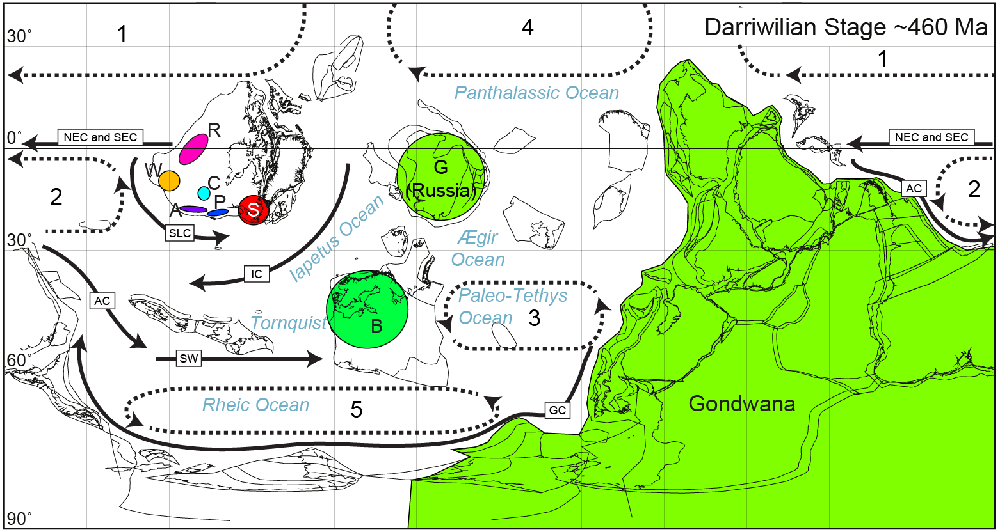 Darriwilian Stage ~460 Ma
1
4
30°
1
Panthalassic Ocean
0°
NEC and SEC
R
NEC and SEC
W
C
G
(Russia)
2
A
P
S
AC
2
SLC
Iapetus Ocean
30°
Ægir
Ocean
IC
AC
Paleo-Tethys
Ocean
3
Tornquist
B
60°
SW
Rheic Ocean
5
GC
Gondwana
90°